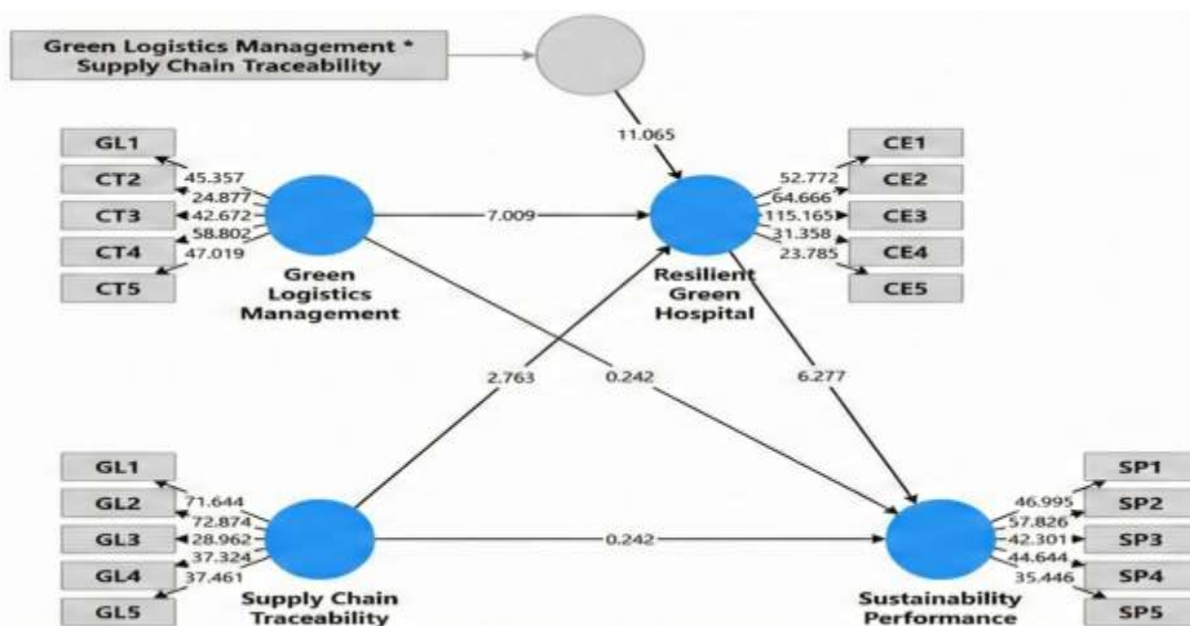 Green Logistics Management *
Supply Chain Traceability
11.065
GL1
CT2
CT3
CT4
CT5
45.357
24.877
42.672
58.802
47.019
Green
Logistics
Management
7.009
CE1
CE2
CE3
CE4
CE5
52.772
64.666
115.165
31.358
23.785
Resilient
Green
Hospital
2.763
0.242
6.277
GL1
GL2
GL3
GL4
GL5
71.644
72.874
28.962
37.324
37.461
Supply Chain
Traceability
0.242
SP1
SP2
SP3
SP4
SP5
46.995
57.826
42.301
44.644
35.446
Sustainability
Performance